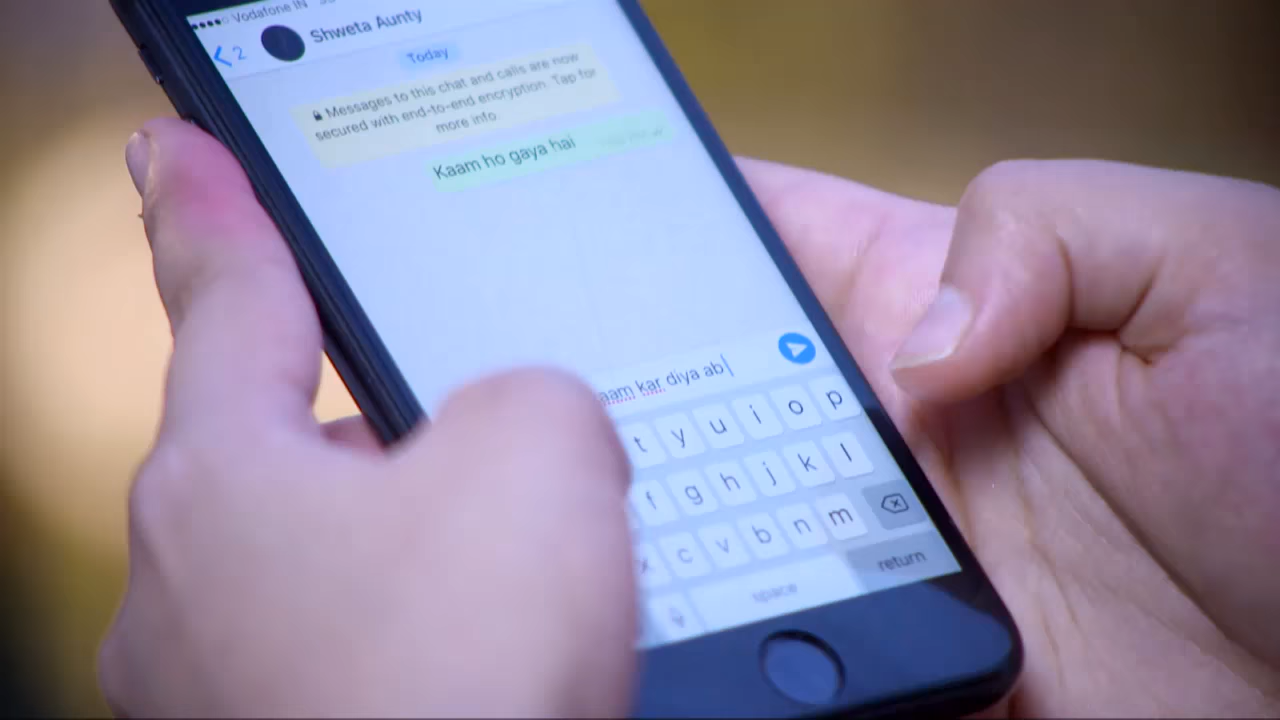 Vodafone IN
2 Shweta Aunty
Today
Messages to this chat and calls are now
secured with end-to-end encryption. Tap for
more info.
Kaam ho gaya hai
kar diya ab
t y u i o p
f g h j k l
x c v b n m
space return